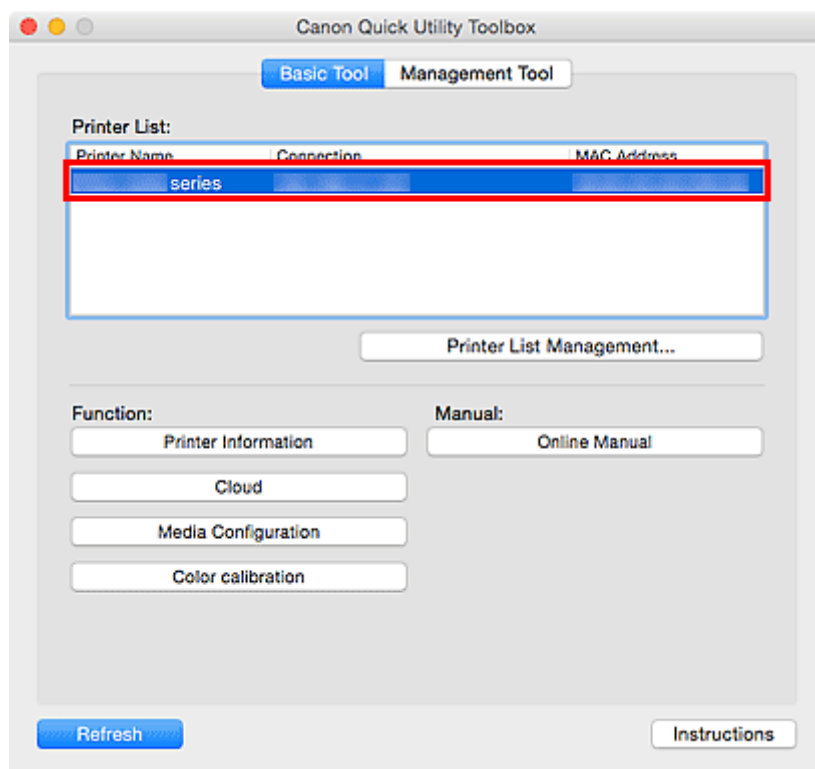 Canon Quick Utility Toolbox
Basic Tool Management Tool
Printer List:
Printer Name Connection MAC Address
series
Printer List Management...
Function: Manual:
Printer Information Online Manual
Cloud
Media Configuration
Color calibration
Refresh Instructions